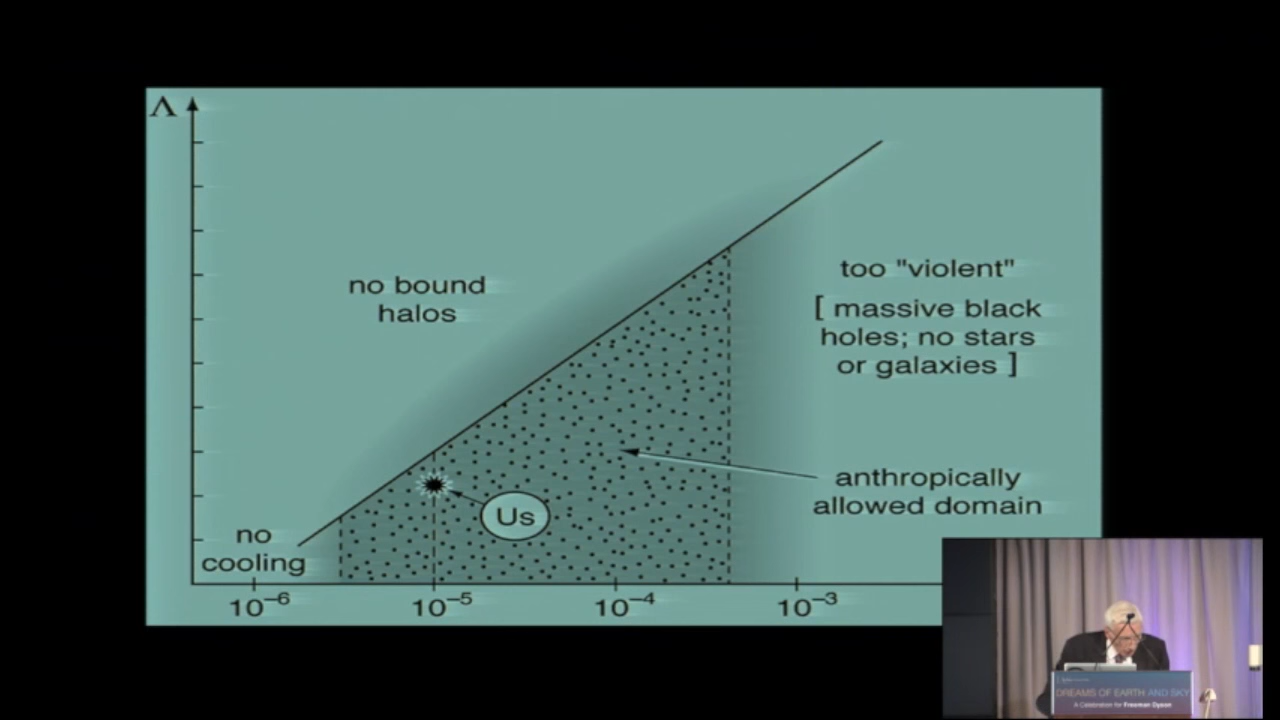 Λ
no bound
halos
too "violent"
[ massive black
holes; no stars
or galaxies ]
anthropically
allowed domain
Us
no
cooling
10⁻⁶
10⁻⁵
10⁻⁴
10⁻³
DREAMS OF EARTH AND SKY
A Celebration for Freeman Dyson